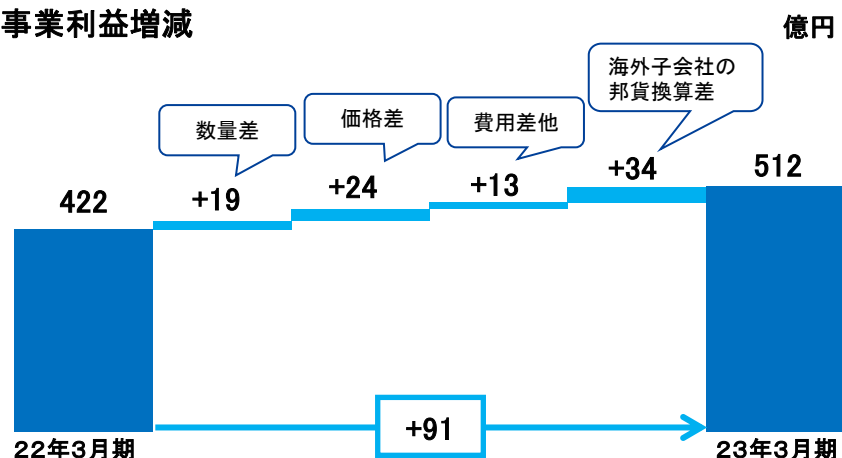 事業利益増減
億円
海外子会社の
邦貨換算差
数量差
価格差
費用差他
422
+19
+24
+13
+34
512
+91
22年3月期
23年3月期